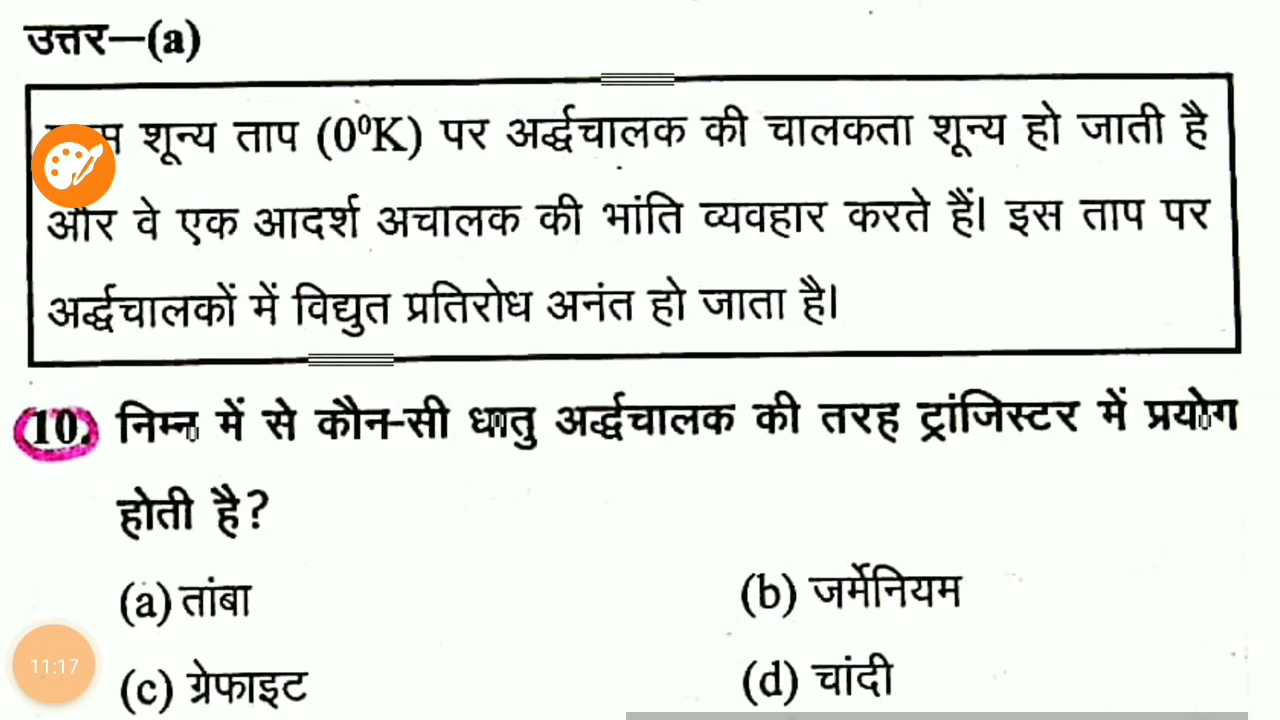 उत्तर—(a)
शून्य ताप (0⁰K) पर अर्द्धचालक की चालकता शून्य हो जाती है
और वे एक आदर्श अचालक की भांति व्यवहार करते हैं। इस ताप पर
अर्द्धचालकों में विद्युत प्रतिरोध अनंत हो जाता है।
10. निम्न में से कौन-सी धातु अर्द्धचालक की तरह ट्रांजिस्टर में प्रयोग
होती है?
(a) तांबा (b) जर्मेनियम
11:17
(c) ग्रेफाइट (d) चांदी